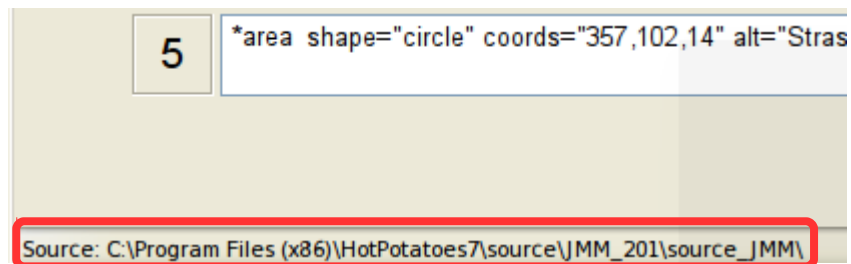 5
*area shape="circle" coords="357,102,14" alt="Stras
Source: C:\Program Files (x86)\HotPotatoes7\source\JMM_201\source_JMM\